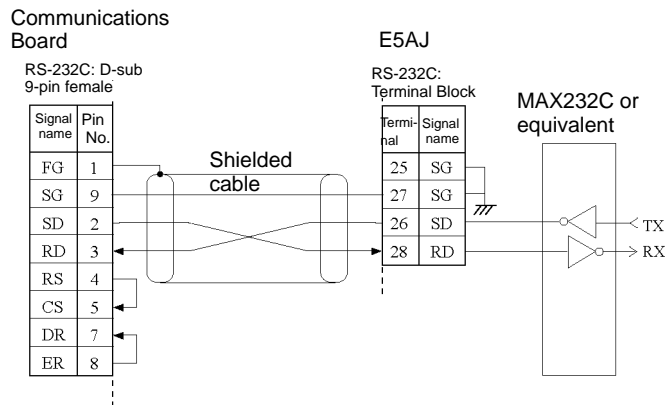 Communications
Board
RS-232C: D-sub
9-pin female
Signal
name
Pin
No.
FG 1
SG 9
SD 2
RD 3
RS 4
CS 5
DR 7
ER 8
Shielded
cable
E5AJ
RS-232C:
Terminal Block
Termi-
nal
Signal
name
25 SG
27 SG
26 SD
28 RD
MAX232C or
equivalent
TX
RX